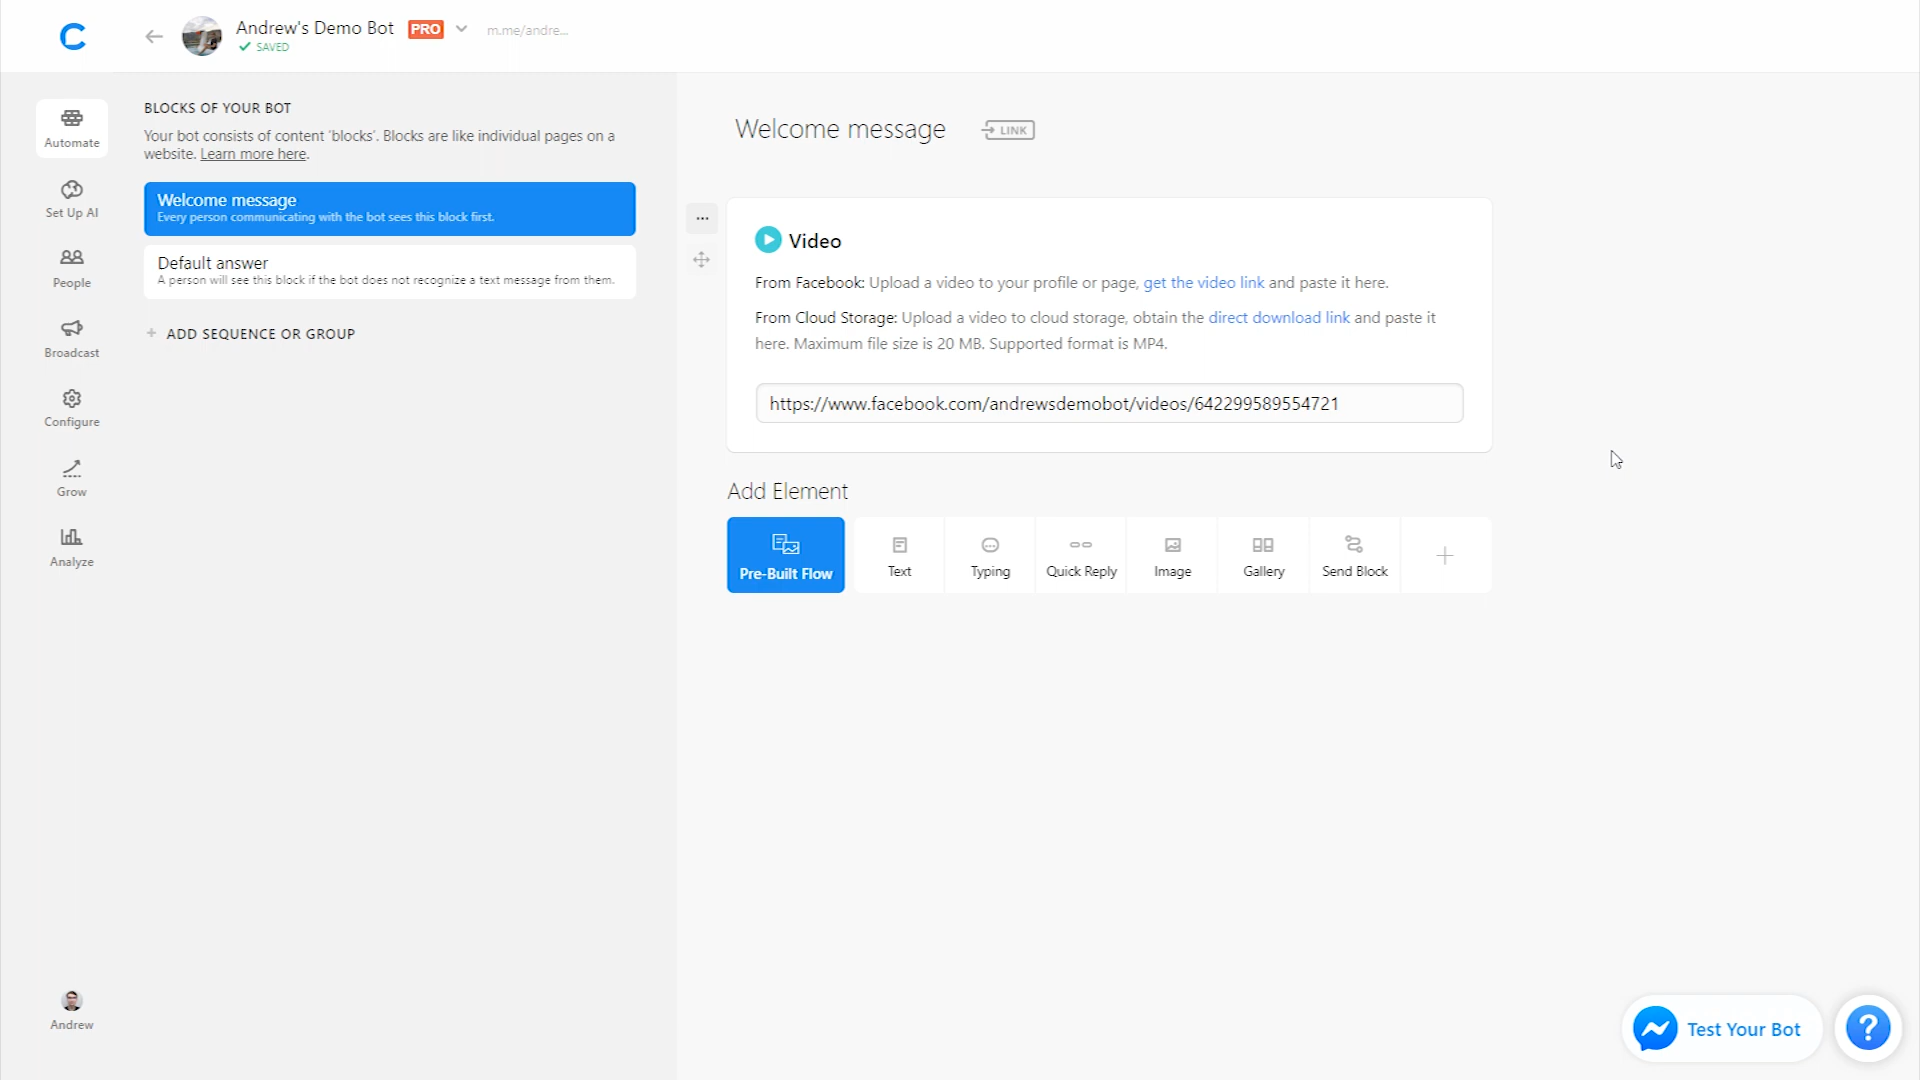 Andrew's Demo Bot PRO m.me/andre...
SAVED
Automate
Set Up AI
People
Broadcast
Configure
Grow
Analyze
Andrew
BLOCKS OF YOUR BOT
Your bot consists of content 'blocks'. Blocks are like individual pages on a
website. Learn more here.
Welcome message
Every person communicating with the bot sees this block first.
Default answer
A person will see this block if the bot does not recognize a text message from them.
+ ADD SEQUENCE OR GROUP
Welcome message LINK
Video
From Facebook: Upload a video to your profile or page, get the video link and paste it here.
From Cloud Storage: Upload a video to cloud storage, obtain the direct download link and paste it
here. Maximum file size is 20 MB. Supported format is MP4.
https://www.facebook.com/andrewsdemobot/videos/642299589554721
Add Element
Pre-Built Flow
Text
Typing
Quick Reply
Image
Gallery
Send Block
Test Your Bot
?